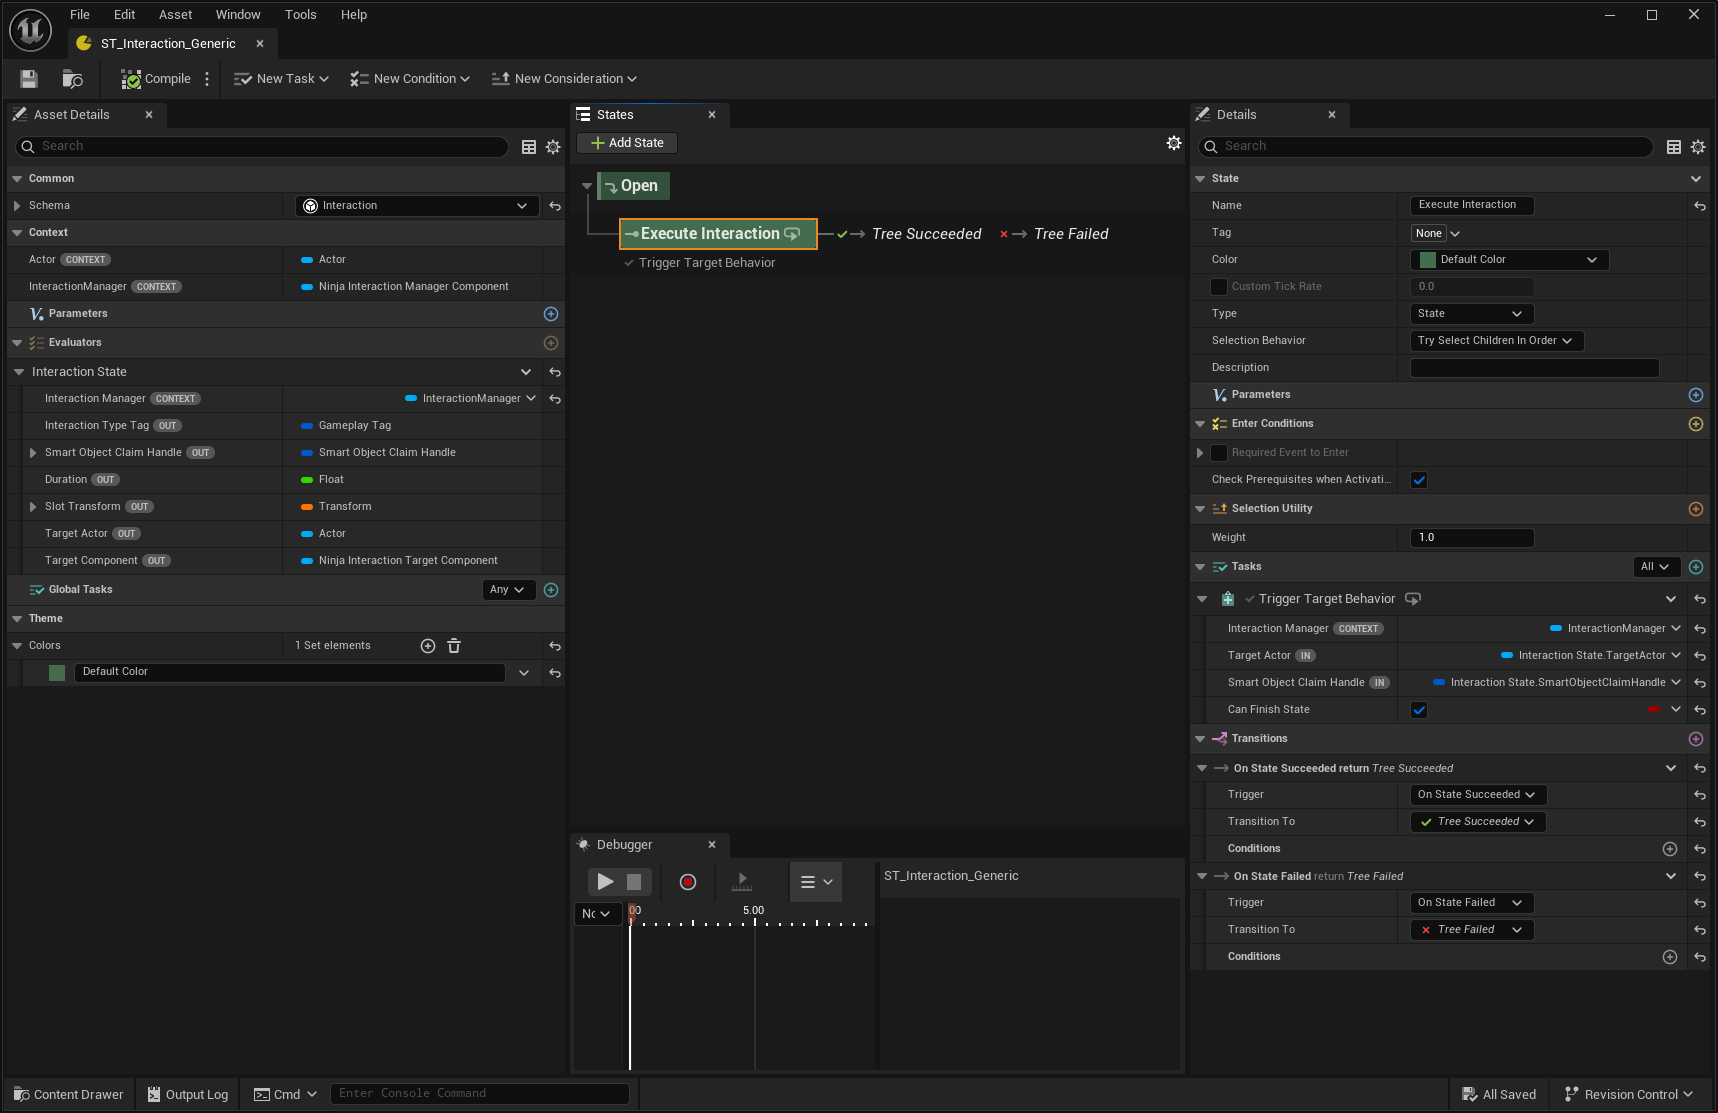 File Edit Asset Window Tools Help
ST_Interaction_Generic
Compile New Task New Condition New Consideration
Asset Details
Search
Common
Schema Interaction
Context
Actor CONTEXT Actor
InteractionManager CONTEXT Ninja Interaction Manager Component
Parameters
Evaluators
Interaction State
Interaction Manager CONTEXT InteractionManager
Interaction Type Tag OUT Gameplay Tag
Smart Object Claim Handle OUT Smart Object Claim Handle
Duration OUT Float
Slot Transform OUT Transform
Target Actor OUT Actor
Target Component OUT Ninja Interaction Target Component
Global Tasks Any
Theme
Colors 1 Set elements
Default Color
States
Add State
Open
Execute Interaction Tree Succeeded Tree Failed
Trigger Target Behavior
Debugger
ST_Interaction_Generic
5.00
Details
Search
State
Name Execute Interaction
Tag None
Color Default Color
Custom Tick Rate 0.0
Type State
Selection Behavior Try Select Children In Order
Description
Parameters
Enter Conditions
Required Event to Enter
Check Prerequisites when Activati...
Selection Utility
Weight 1.0
Tasks All
Trigger Target Behavior
Interaction Manager CONTEXT InteractionManager
Target Actor IN Interaction State.TargetActor
Smart Object Claim Handle IN Interaction State.SmartObjectClaimHandle
Can Finish State
Transitions
On State Succeeded return Tree Succeeded
Trigger On State Succeeded
Transition To Tree Succeeded
Conditions
On State Failed return Tree Failed
Trigger On State Failed
Transition To Tree Failed
Conditions
Content Drawer Output Log Cmd Enter Console Command All Saved Revision Control